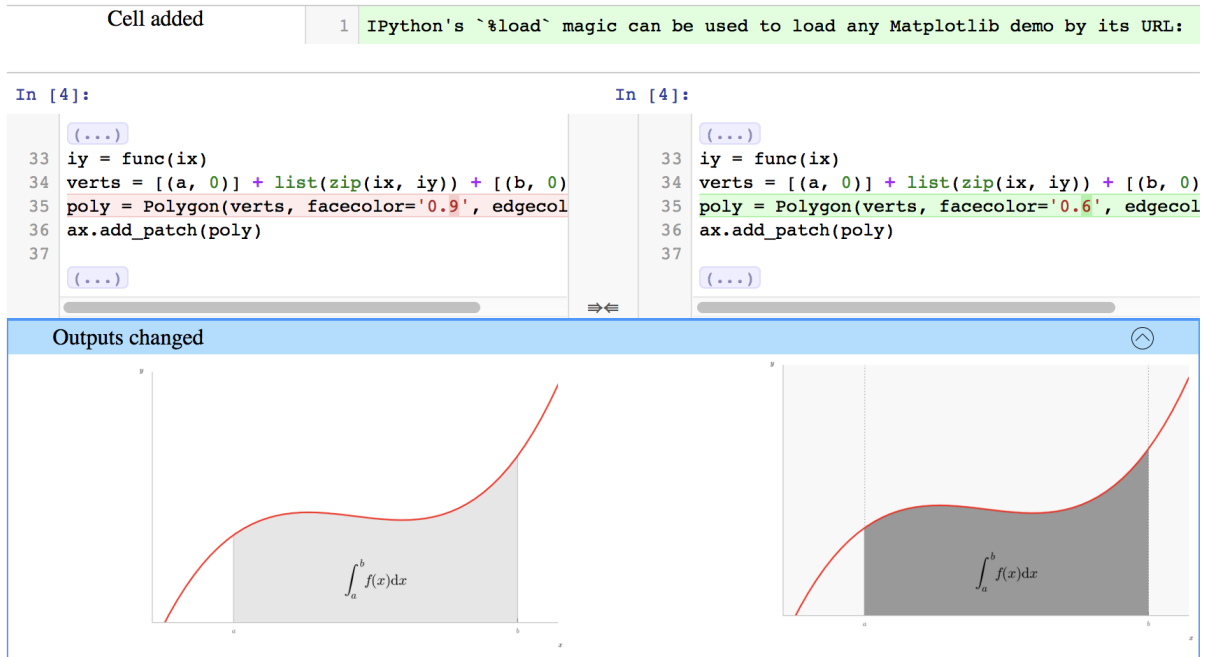 Cell added
1 IPython's `%load` magic can be used to load any Matplotlib demo by its URL:
In [4]:
(...)
33 iy = func(ix)
34 verts = [(a, 0)] + list(zip(ix, iy)) + [(b, 0)
35 poly = Polygon(verts, facecolor='0.9', edgecol
36 ax.add_patch(poly)
37
(...)
In [4]:
(...)
33 iy = func(ix)
34 verts = [(a, 0)] + list(zip(ix, iy)) + [(b, 0)
35 poly = Polygon(verts, facecolor='0.6', edgecol
36 ax.add_patch(poly)
37
(...)
⇛⇚
Outputs changed
y
∫_a^b f(x)dx
a b
x
y
∫_a^b f(x)dx
a b
x